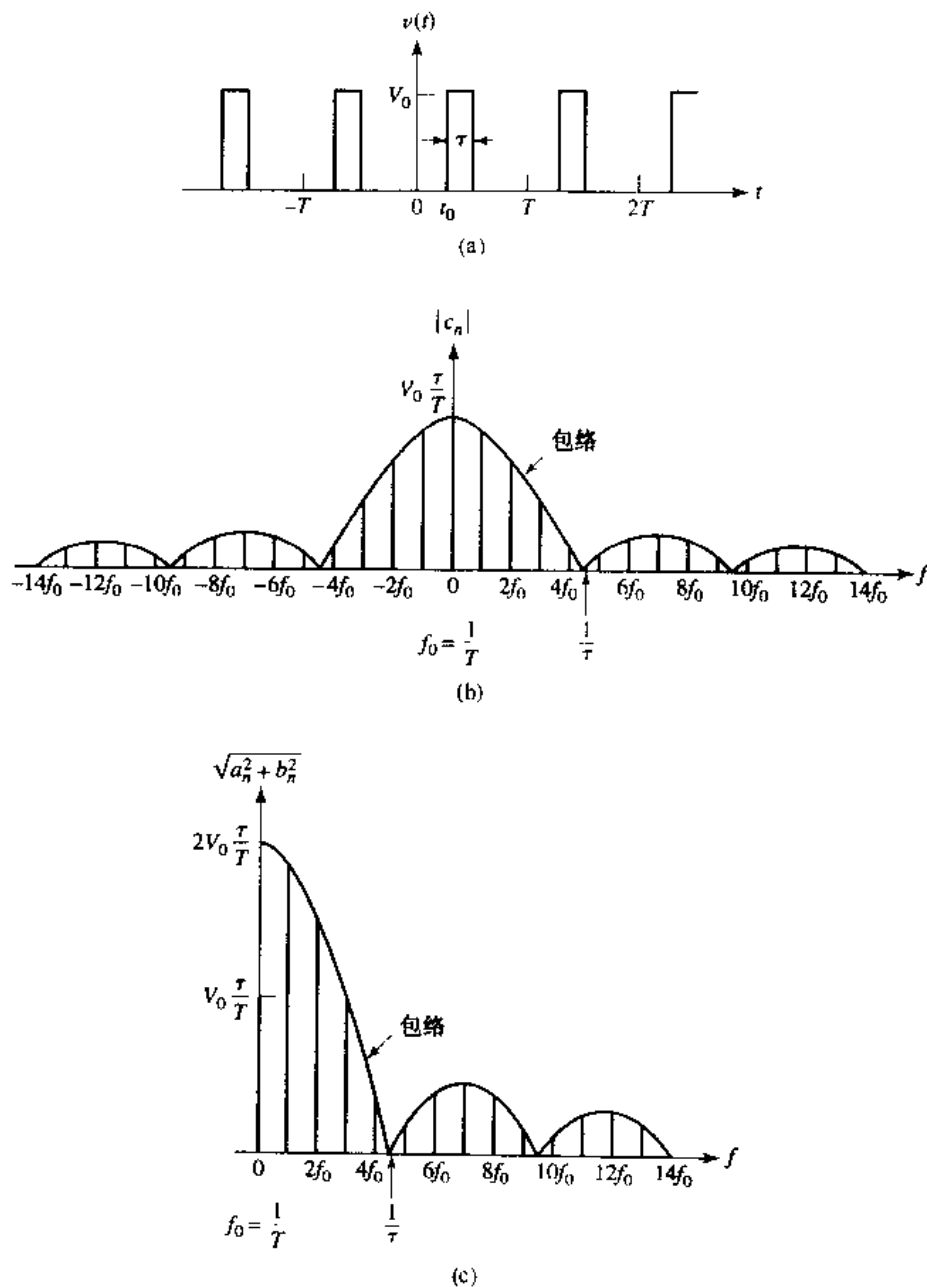 v(t)
V₀
τ
−T 0 t₀ T 2T t
(a)
|cₙ|
V₀ τ/T
包络
−14f₀ −12f₀ −10f₀ −8f₀ −6f₀ −4f₀ −2f₀ 0 2f₀ 4f₀ 6f₀ 8f₀ 10f₀ 12f₀ 14f₀ f
f₀ = 1/T 1/τ
(b)
√(aₙ² + bₙ²)
2V₀ τ/T
V₀ τ/T
包络
0 2f₀ 4f₀ 6f₀ 8f₀ 10f₀ 12f₀ 14f₀ f
f₀ = 1/T 1/τ
(c)